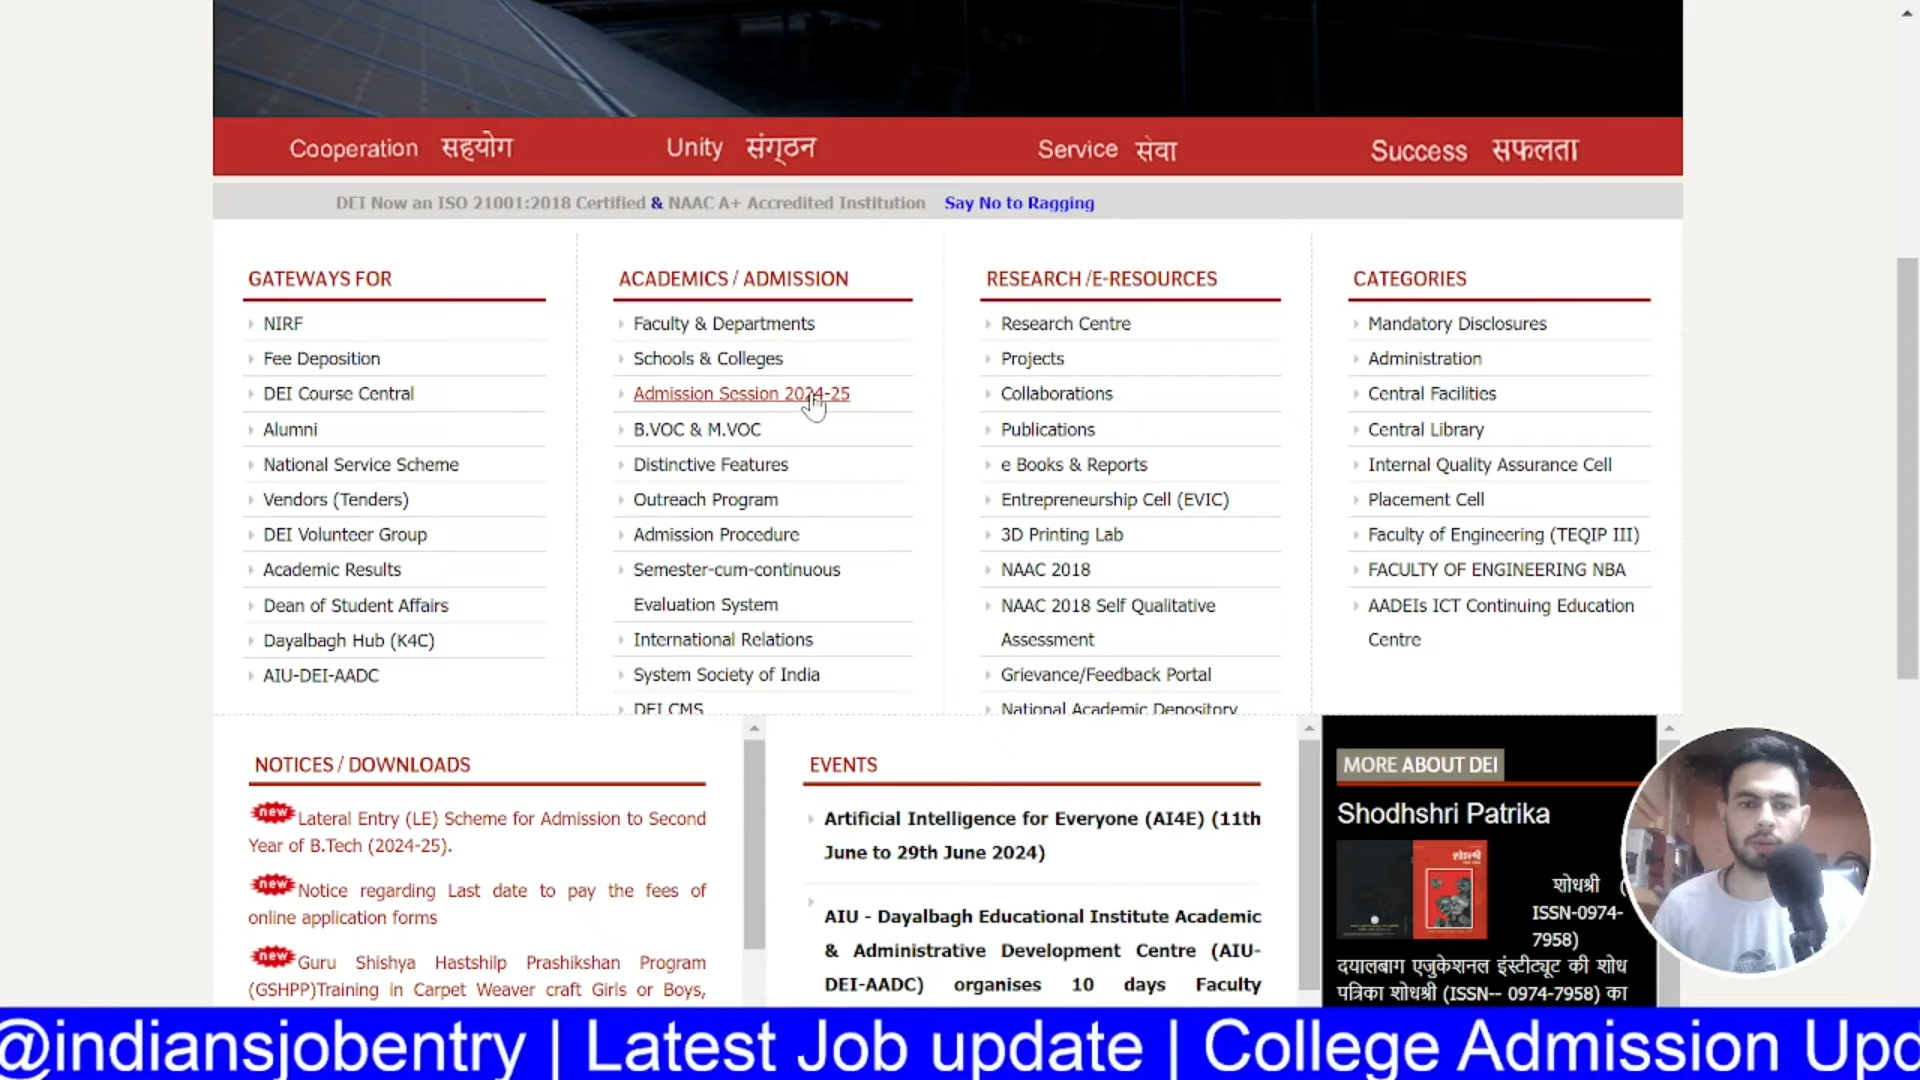 Cooperation सहयोग Unity संगठन Service सेवा Success सफलता
DEI Now an ISO 21001:2018 Certified & NAAC A+ Accredited Institution Say No to Ragging
GATEWAYS FOR
NIRF
Fee Deposition
DEI Course Central
Alumni
National Service Scheme
Vendors (Tenders)
DEI Volunteer Group
Academic Results
Dean of Student Affairs
Dayalbagh Hub (K4C)
AIU-DEI-AADC
ACADEMICS / ADMISSION
Faculty & Departments
Schools & Colleges
Admission Session 2024-25
B.VOC & M.VOC
Distinctive Features
Outreach Program
Admission Procedure
Semester-cum-continuous
Evaluation System
International Relations
System Society of India
DEI CMS
RESEARCH /E-RESOURCES
Research Centre
Projects
Collaborations
Publications
e Books & Reports
Entrepreneurship Cell (EVIC)
3D Printing Lab
NAAC 2018
NAAC 2018 Self Qualitative
Assessment
Grievance/Feedback Portal
National Academic Depository
CATEGORIES
Mandatory Disclosures
Administration
Central Facilities
Central Library
Internal Quality Assurance Cell
Placement Cell
Faculty of Engineering (TEQIP III)
FACULTY OF ENGINEERING NBA
AADEIs ICT Continuing Education
Centre
NOTICES / DOWNLOADS
new Lateral Entry (LE) Scheme for Admission to Second
Year of B.Tech (2024-25).
new Notice regarding Last date to pay the fees of
online application forms
new Guru Shishya Hastshilp Prashikshan Program
(GSHPP)Training in Carpet Weaver craft Girls or Boys,
EVENTS
Artificial Intelligence for Everyone (AI4E) (11th
June to 29th June 2024)
AIU - Dayalbagh Educational Institute Academic
& Administrative Development Centre (AIU-
DEI-AADC) organises 10 days Faculty
MORE ABOUT DEI
Shodhshri Patrika
शोधश्री
शोधश्री (
ISSN-0974-
7958)
दयालबाग एजुकेशनल इंस्टीट्यूट की शोध
पत्रिका शोधश्री (ISSN-- 0974-7958) का
@indiansjobentry | Latest Job update | College Admission Upd